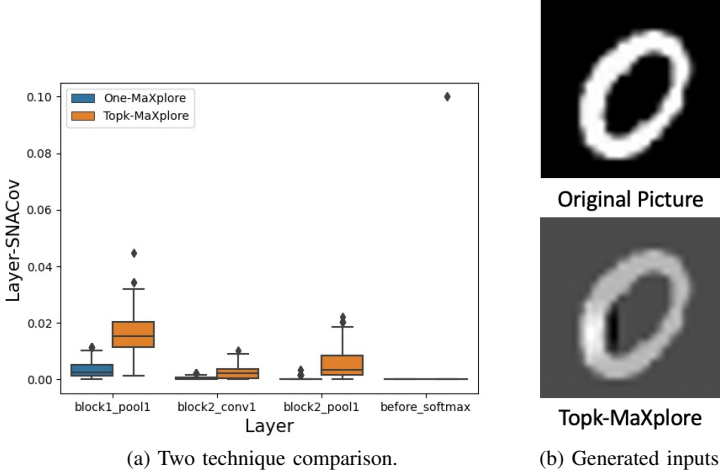 One-MaXplore
Topk-MaXplore
Layer-SNACov
0.10
0.08
0.06
0.04
0.02
0.00
block1_pool1 block2_conv1 block2_pool1 before_softmax
Layer
(a) Two technique comparison.
Original Picture
Topk-MaXplore
(b) Generated inputs